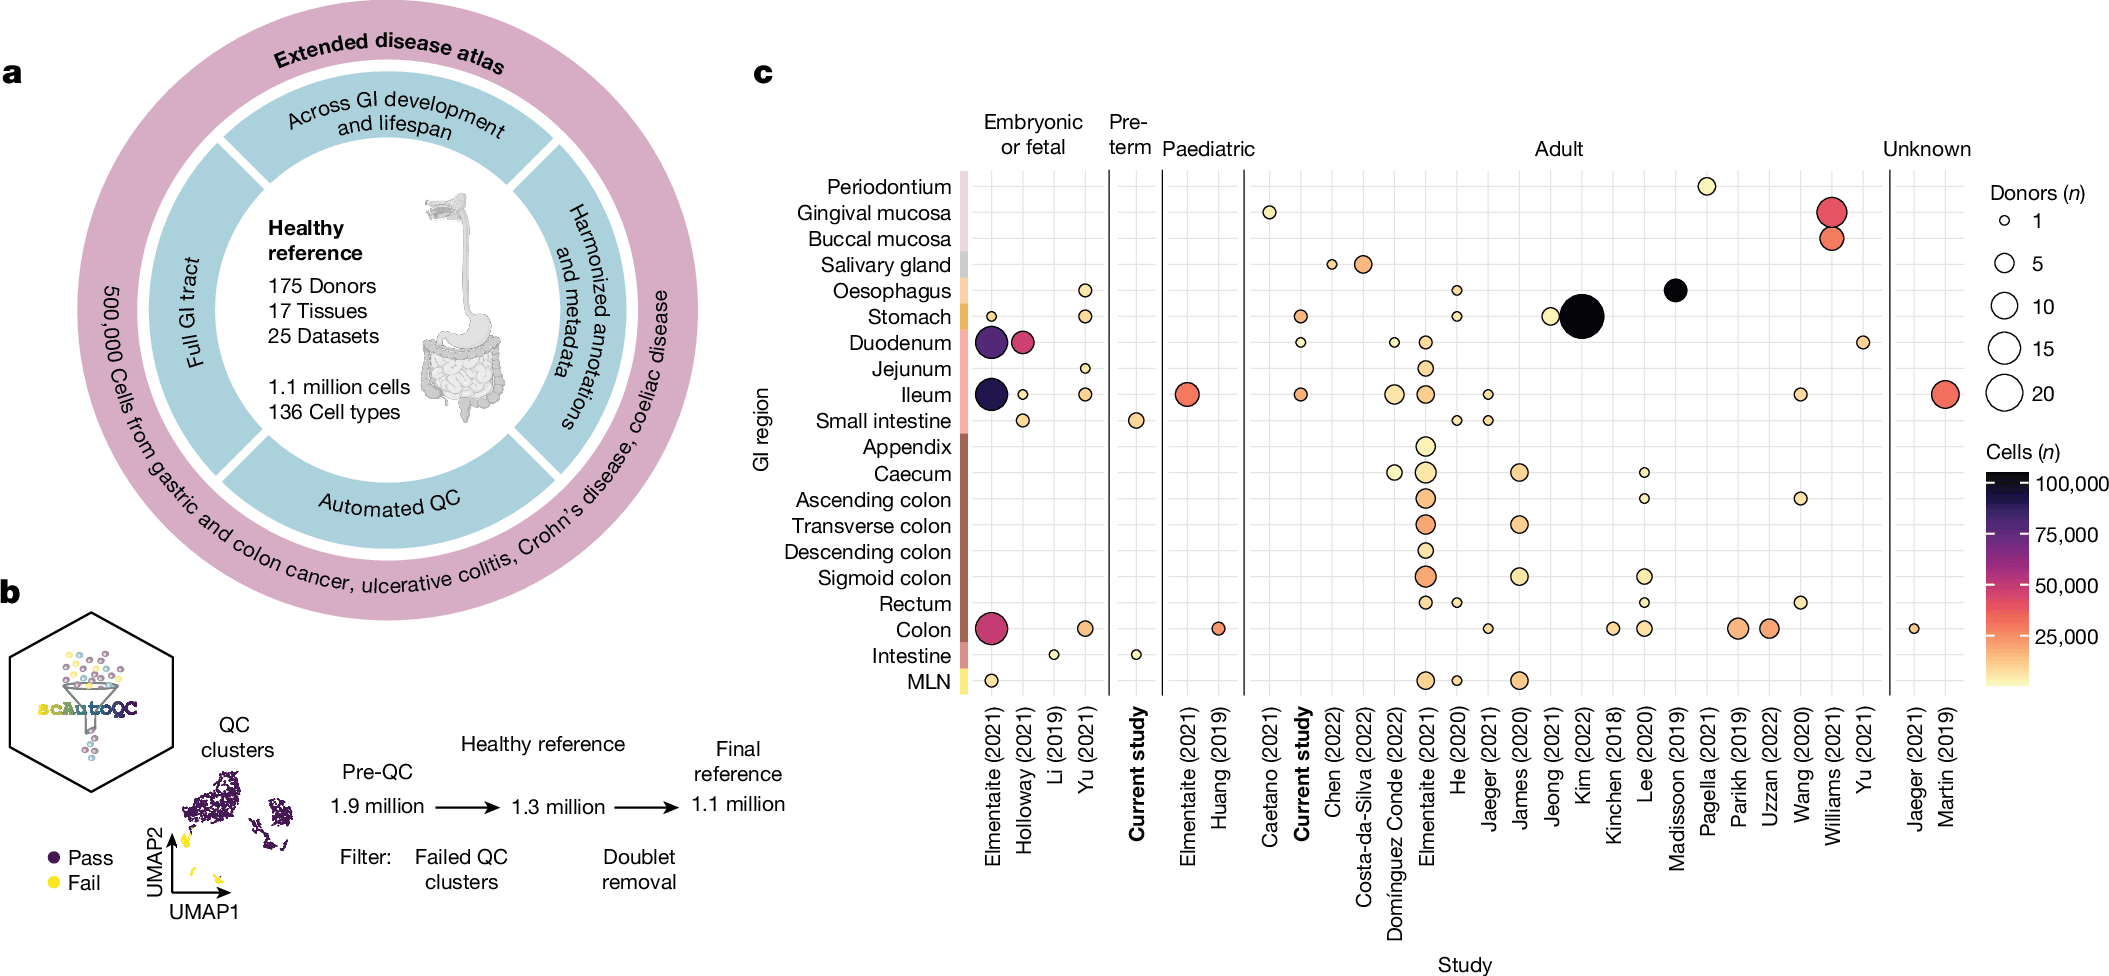 a
Extended disease atlas
Across GI development
and lifespan
Full GI tract
Harmonized annotations
and metadata
Automated QC
500,000 Cells from gastric and colon cancer, ulcerative colitis, Crohn's disease, coeliac disease
Healthy
reference
175 Donors
17 Tissues
25 Datasets
1.1 million cells
136 Cell types
b
scAutoQC
QC
clusters
Pass
Fail
UMAP2
UMAP1
Healthy reference
Pre-QC
1.9 million
1.3 million
Final
reference
1.1 million
Filter:
Failed QC
clusters
Doublet
removal
c
Embryonic
or fetal
Pre-
term
Paediatric
Adult
Unknown
GI region
Periodontium
Gingival mucosa
Buccal mucosa
Salivary gland
Oesophagus
Stomach
Duodenum
Jejunum
Ileum
Small intestine
Appendix
Caecum
Ascending colon
Transverse colon
Descending colon
Sigmoid colon
Rectum
Colon
Intestine
MLN
Elmentaite (2021)
Holloway (2021)
Li (2019)
Yu (2021)
Current study
Elmentaite (2021)
Huang (2019)
Caetano (2021)
Current study
Chen (2022)
Costa-da-Silva (2022)
Domínguez Conde (2022)
Elmentaite (2021)
He (2020)
Jaeger (2021)
James (2020)
Jeong (2021)
Kim (2022)
Kinchen (2018)
Lee (2020)
Madissoon (2019)
Pagella (2021)
Parikh (2019)
Uzzan (2022)
Wang (2020)
Williams (2021)
Yu (2021)
Jaeger (2021)
Martin (2019)
Study
Donors (n)
1
5
10
15
20
Cells (n)
100,000
75,000
50,000
25,000